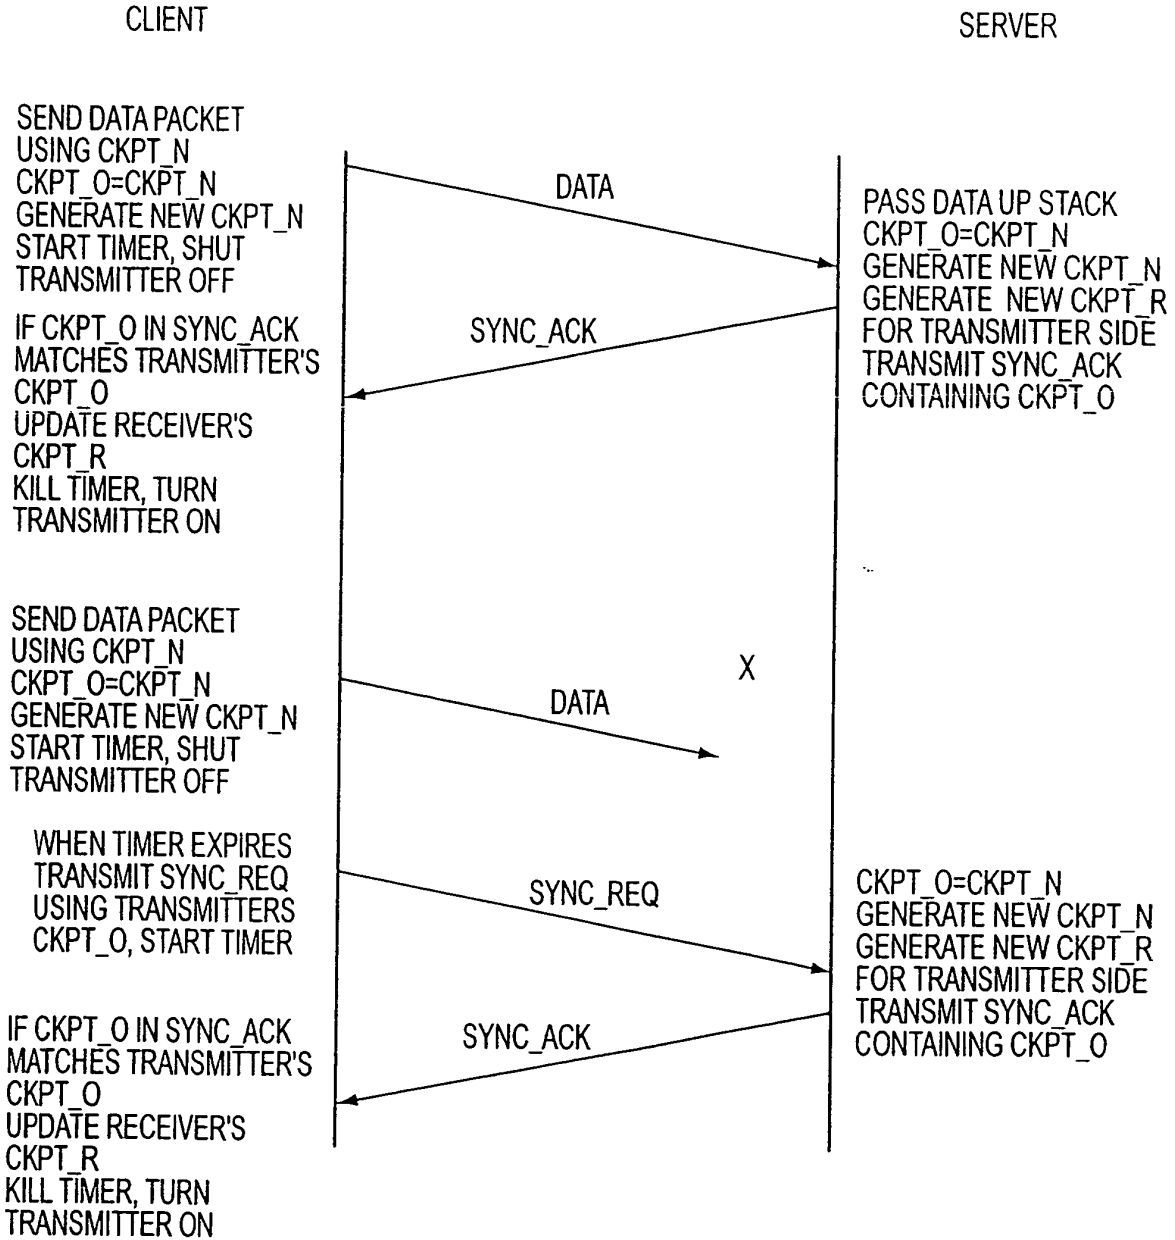 CLIENT
SERVER
SEND DATA PACKET
USING CKPT_N
CKPT_O=CKPT_N
GENERATE NEW CKPT_N
START TIMER, SHUT
TRANSMITTER OFF
DATA
PASS DATA UP STACK
CKPT_O=CKPT_N
GENERATE NEW CKPT_N
GENERATE NEW CKPT_R
FOR TRANSMITTER SIDE
TRANSMIT SYNC_ACK
CONTAINING CKPT_O
SYNC_ACK
IF CKPT_O IN SYNC_ACK
MATCHES TRANSMITTER'S
CKPT_O
UPDATE RECEIVER'S
CKPT_R
KILL TIMER, TURN
TRANSMITTER ON
SEND DATA PACKET
USING CKPT_N
CKPT_O=CKPT_N
GENERATE NEW CKPT_N
START TIMER, SHUT
TRANSMITTER OFF
DATA
X
WHEN TIMER EXPIRES
TRANSMIT SYNC_REQ
USING TRANSMITTERS
CKPT_O, START TIMER
SYNC_REQ
CKPT_O=CKPT_N
GENERATE NEW CKPT_N
GENERATE NEW CKPT_R
FOR TRANSMITTER SIDE
TRANSMIT SYNC_ACK
CONTAINING CKPT_O
SYNC_ACK
IF CKPT_O IN SYNC_ACK
MATCHES TRANSMITTER'S
CKPT_O
UPDATE RECEIVER'S
CKPT_R
KILL TIMER, TURN
TRANSMITTER ON